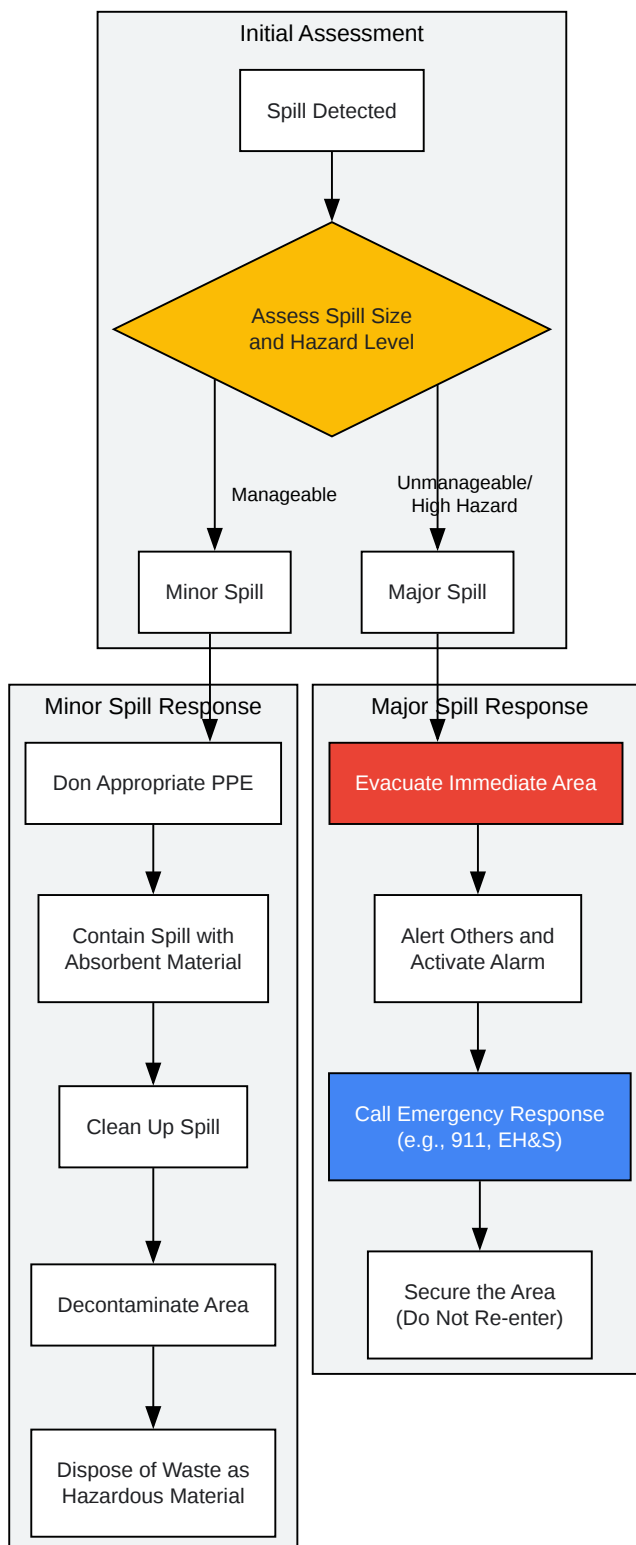 Initial Assessment
Spill Detected
Assess Spill Size
and Hazard Level
Manageable
Unmanageable/
High Hazard
Minor Spill
Major Spill
Minor Spill Response
Don Appropriate PPE
Contain Spill with
Absorbent Material
Clean Up Spill
Decontaminate Area
Dispose of Waste as
Hazardous Material
Major Spill Response
Evacuate Immediate Area
Alert Others and
Activate Alarm
Call Emergency Response
(e.g., 911, EH&S)
Secure the Area
(Do Not Re-enter)